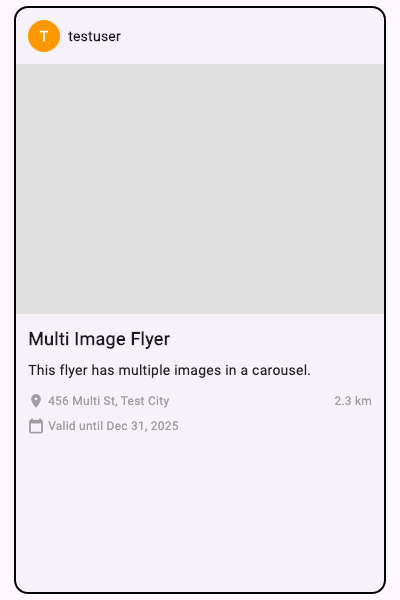 T
testuser
Multi Image Flyer
This flyer has multiple images in a carousel.
456 Multi St, Test City
2.3 km
Valid until Dec 31, 2025